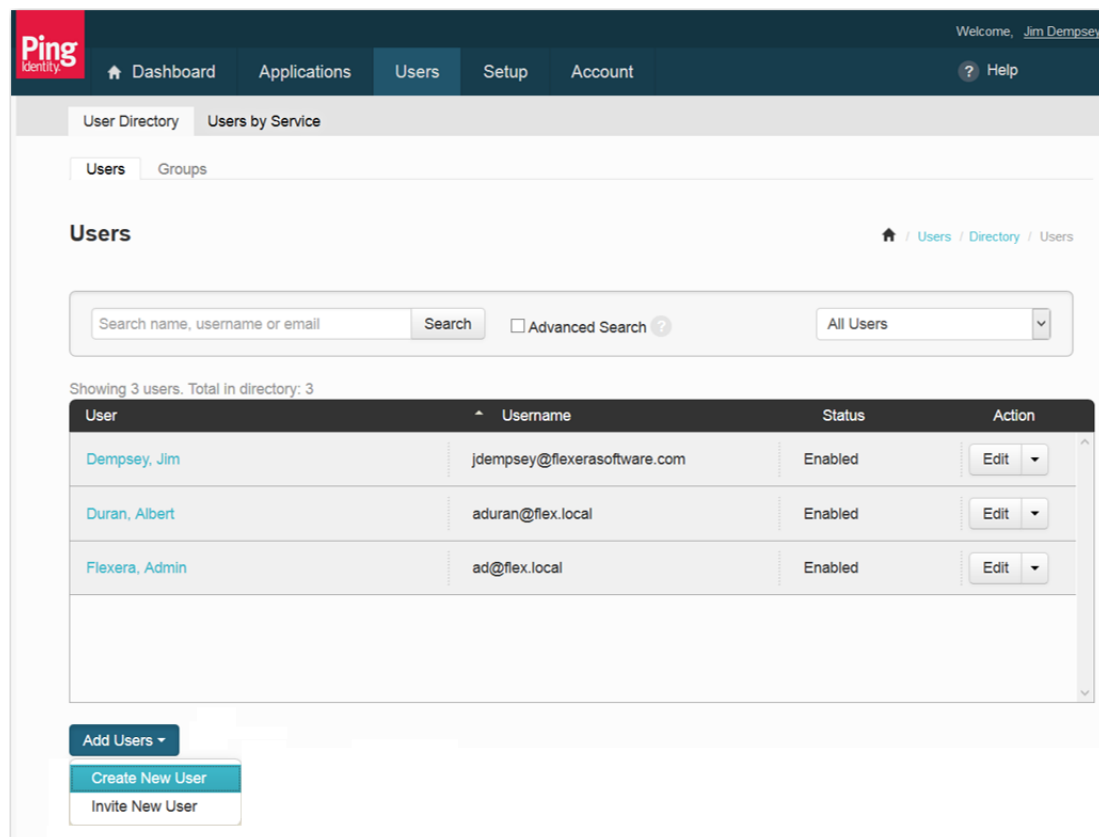 Welcome, Jim Dempsey
Ping
Identity.
Dashboard Applications Users Setup Account ? Help
User Directory Users by Service
Users Groups
Users
/ Users / Directory / Users
Search name, username or email Search Advanced Search ? All Users
Showing 3 users. Total in directory: 3
User Username Status Action
Dempsey, Jim jdempsey@flexerasoftware.com Enabled Edit
Duran, Albert aduran@flex.local Enabled Edit
Flexera, Admin ad@flex.local Enabled Edit
Add Users
Create New User
Invite New User